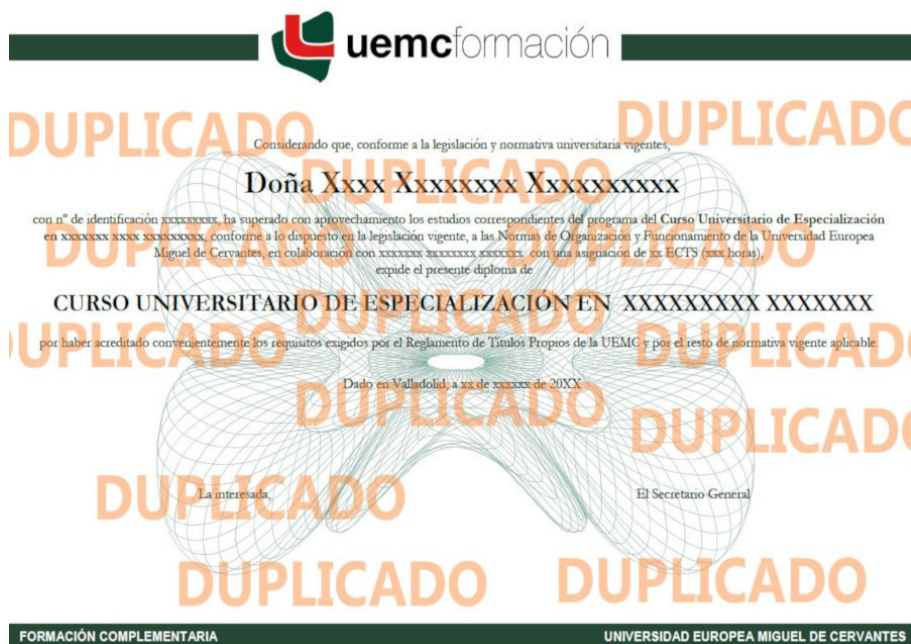 uemcformación
DUPLICADO DUPLICADO
Considerando que, conforme a la legislación y normativa universitaria vigentes,
DUPLICADO
Doña Xxxx Xxxxxxxx Xxxxxxxxxx
con nº de identificación xxxxxxxxx, ha superado con aprovechamiento los estudios correspondientes del programa del Curso Universitario de Especialización
en xxxxxxx xxxx xxxxxxxxx, conforme a lo dispuesto en la legislación vigente, a las Normas de Organización y Funcionamiento de la Universidad Europea
DUPLICADO DUPLICADO
Miguel de Cervantes, en colaboración con xxxxxxx xxxxxxxx xxxxxxx con una asignación de xx ECTS (xxx horas),
expide el presente diploma de
CURSO UNIVERSITARIO DE ESPECIALIZACIÓN EN XXXXXXXXX XXXXXXX
DUPLICADO
UPLICADO DUPLICADO
por haber acreditado convenientemente los requisitos exigidos por el Reglamento de Títulos Propios de la UEMC y por el resto de normativa vigente aplicable.
Dado en Valladolid, a xx de xxxxxx de 20XX
DUPLICADO
DUPLICADO
DUPLICADO
La interesada, El Secretario General
DUPLICADO DUPLICADO
FORMACIÓN COMPLEMENTARIA UNIVERSIDAD EUROPEA MIGUEL DE CERVANTES